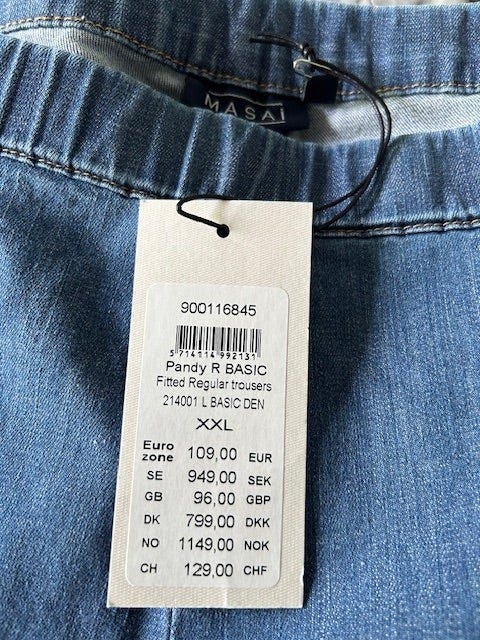 MASAI
900116845
5 714114 992131
Pandy R BASIC
Fitted Regular trousers
214001 L BASIC DEN
XXL
Euro zone 109,00 EUR
SE 949,00 SEK
GB 96,00 GBP
DK 799,00 DKK
NO 1149,00 NOK
CH 129,00 CHF